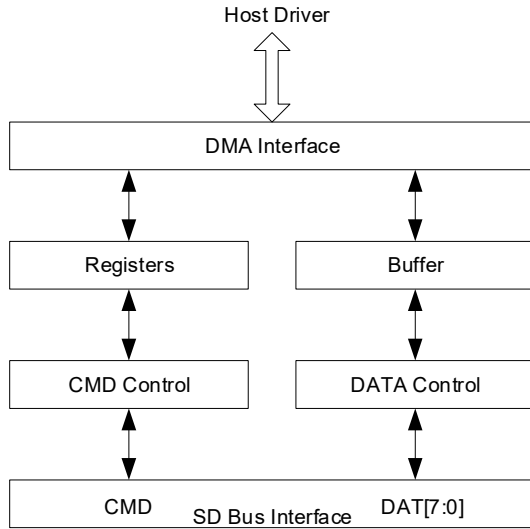 Host Driver
DMA Interface
Registers
Buffer
CMD Control
DATA Control
CMD
DAT[7:0]
SD Bus Interface